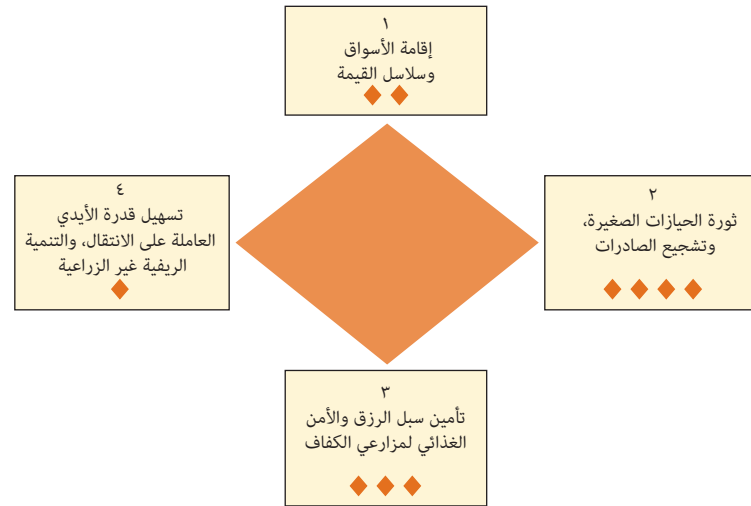 ١
إقامة الأسواق
وسلاسل القيمة
٢
ثورة الحيازات الصغيرة،
وتشجيع الصادرات
٣
تأمين سبل الرزق والأمن
الغذائي لمزارعي الكفاف
٤
تسهيل قدرة الأيدي
العاملة على الانتقال، والتنمية
الريفية غير الزراعية